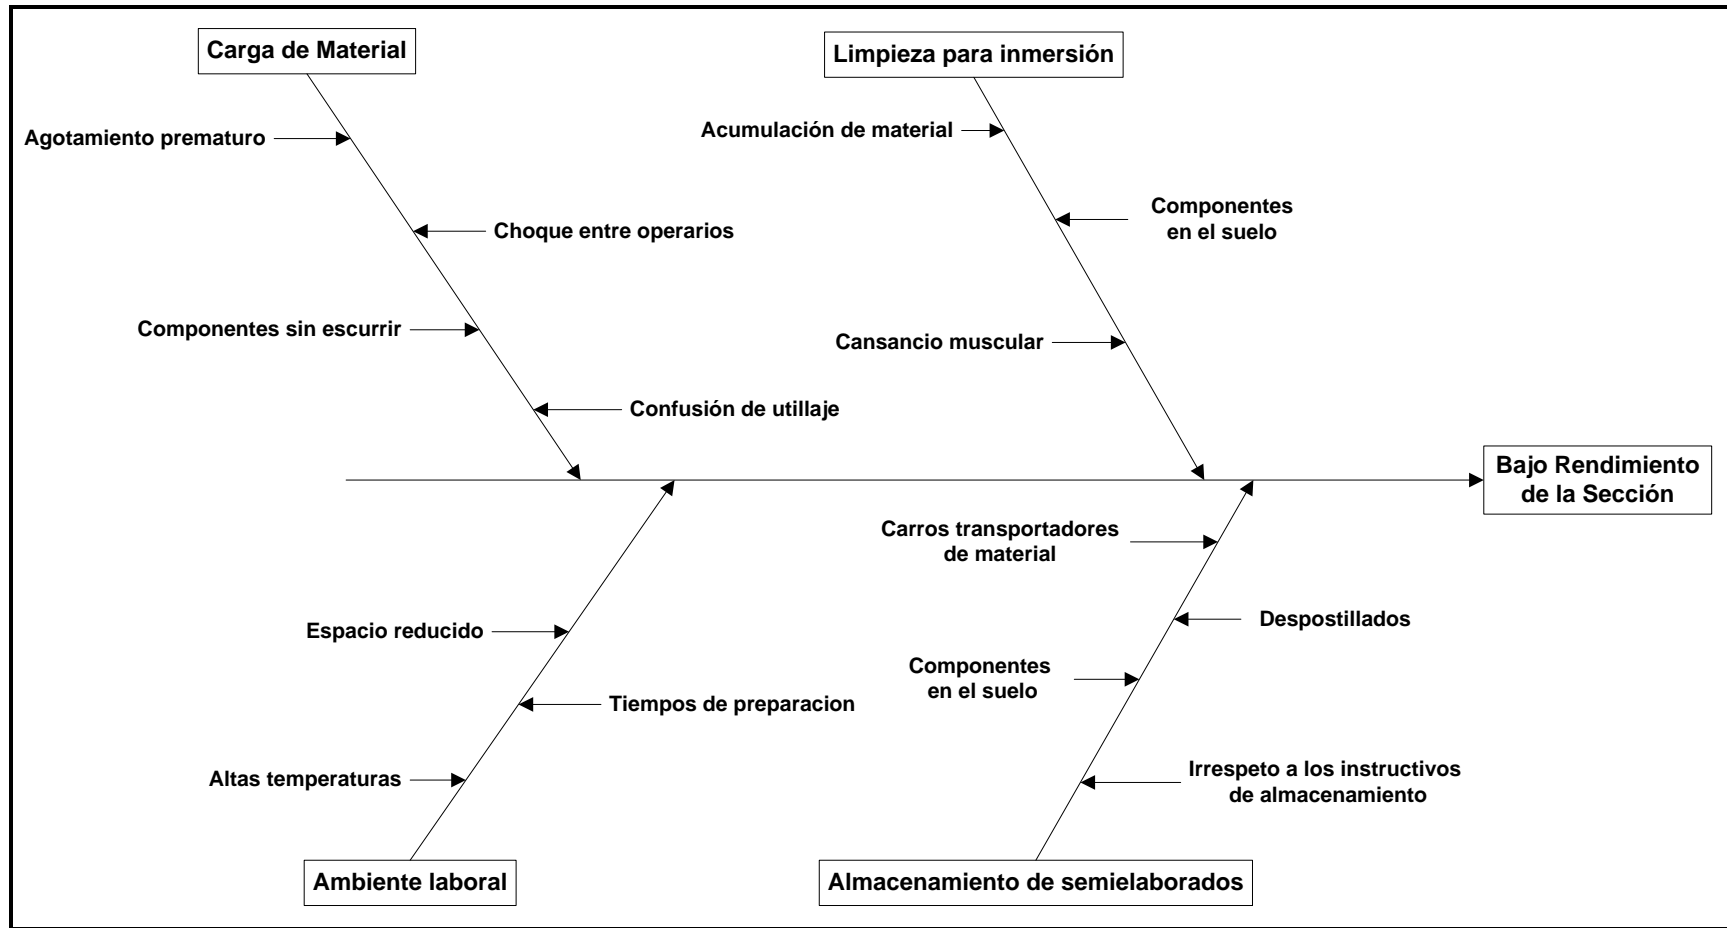 Carga de Material
Limpieza para inmersión
Agotamiento prematuro
Acumulación de material
Choque entre operarios
Componentes
en el suelo
Componentes sin escurrir
Cansancio muscular
Confusión de utillaje
Bajo Rendimiento
de la Sección
Carros transportadores
de material
Espacio reducido
Despostillados
Componentes
en el suelo
Tiempos de preparacion
Altas temperaturas
Irrespeto a los instructivos
de almacenamiento
Ambiente laboral
Almacenamiento de semielaborados